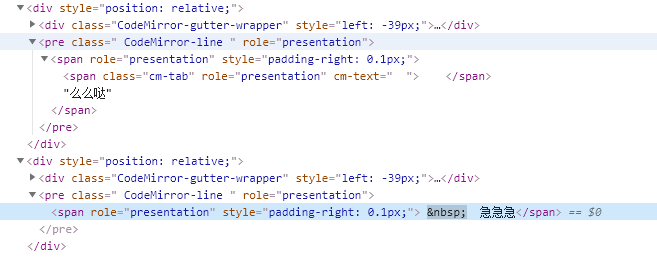 ▼<div style="position: relative;">
▶<div class="CodeMirror-gutter-wrapper" style="left: -39px;">…</div>
▼<pre class=" CodeMirror-line " role="presentation">
▼<span role="presentation" style="padding-right: 0.1px;">
<span class="cm-tab" role="presentation" cm-text="	">    </span>
"么么哒"
</span>
</pre>
</div>
▼<div style="position: relative;">
▶<div class="CodeMirror-gutter-wrapper" style="left: -39px;">…</div>
▼<pre class=" CodeMirror-line " role="presentation">
<span role="presentation" style="padding-right: 0.1px;"> &nbsp;  急急急</span> == $0
</pre>
</div>